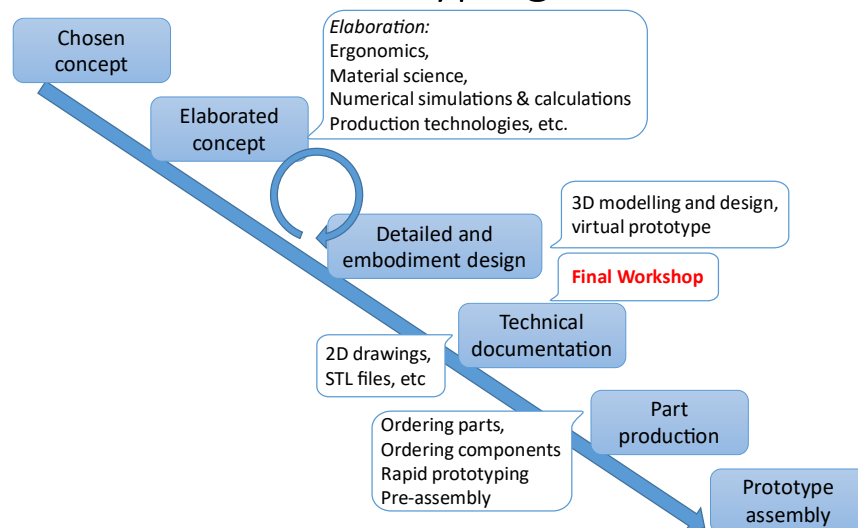 Chosen
concept
Elaboration:
Ergonomics,
Material science,
Numerical simulations & calculations
Production technologies, etc.
Elaborated
concept
3D modelling and design,
virtual prototype
Detailed and
embodiment design
Final Workshop
Technical
documentation
2D drawings,
STL files, etc
Part
production
Ordering parts,
Ordering components
Rapid prototyping
Pre-assembly
Prototype
assembly